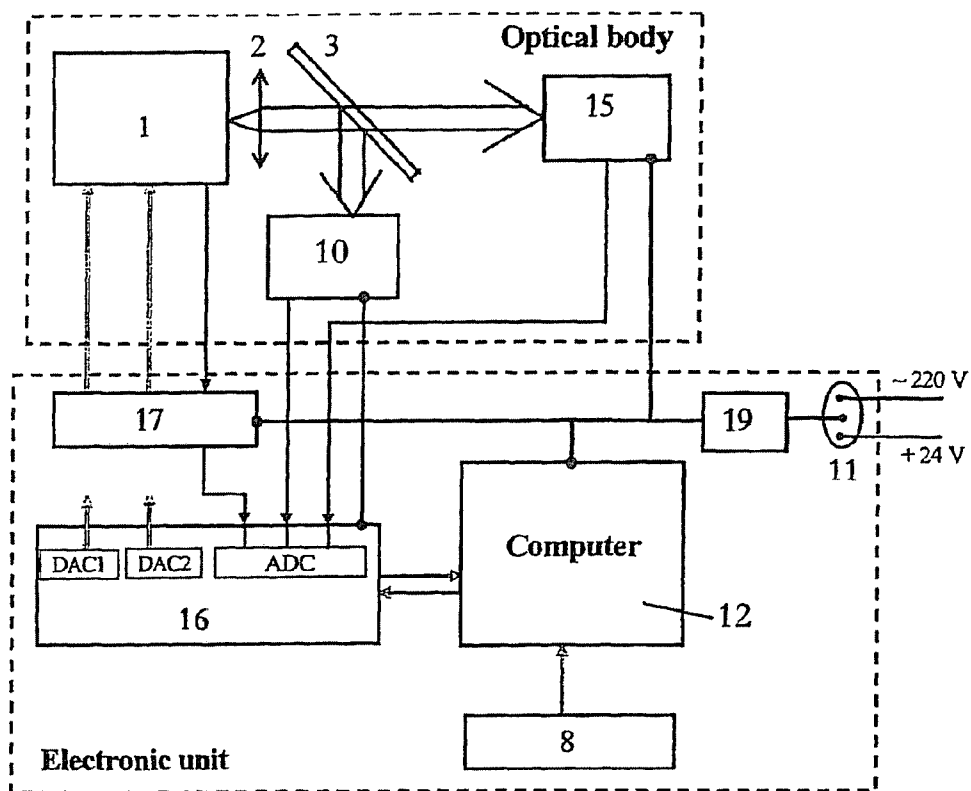 Optical body
2
3
1
15
10
~220 V
17
19
11
+24 V
Computer
DAC1
DAC2
ADC
16
12
8
Electronic unit